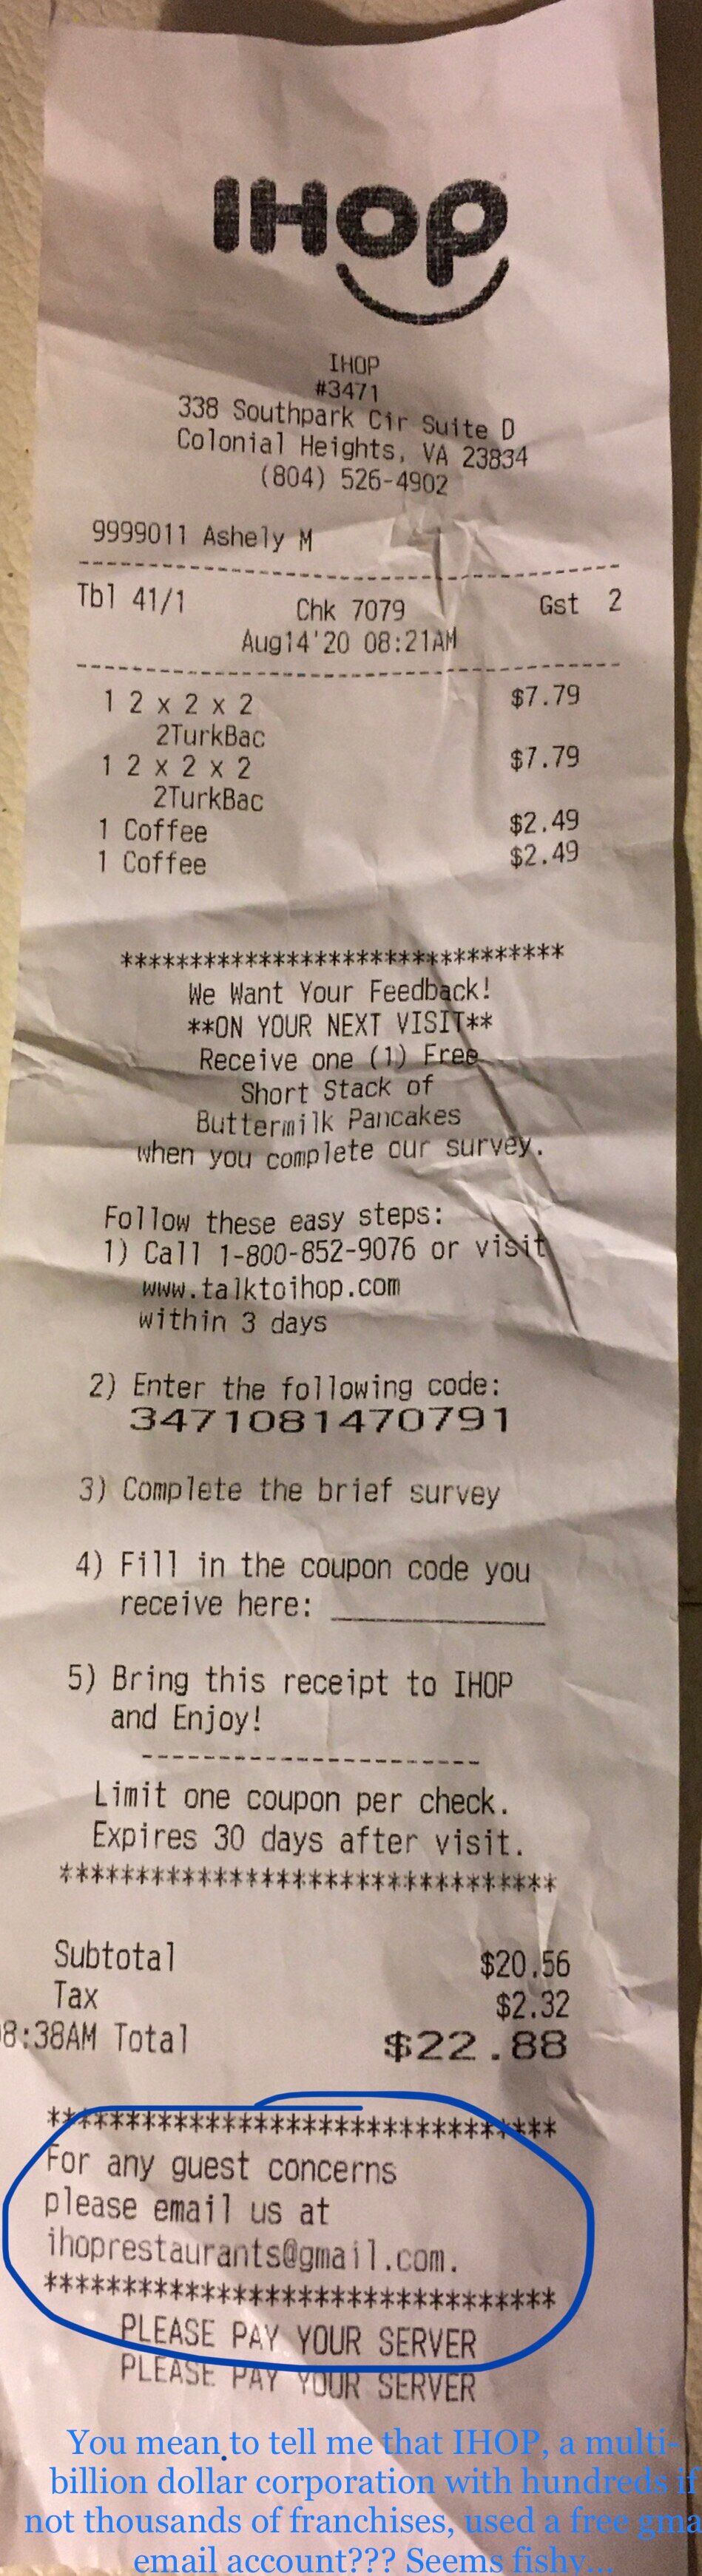 IHOP
IHOP
#3471
338 Southpark Cir Suite D
Colonial Heights, VA 23834
(804) 526-4902
9999011 Ashely M
--------------------------------
Tbl 41/1 Chk 7079 Gst 2
Aug14'20 08:21AM
--------------------------------
1 2 x 2 x 2 $7.79
2TurkBac
1 2 x 2 x 2 $7.79
2TurkBac
1 Coffee $2.49
1 Coffee $2.49
********************************
We Want Your Feedback!
**ON YOUR NEXT VISIT**
Receive one (1) Free
Short Stack of
Buttermilk Pancakes
when you complete our survey.
Follow these easy steps:
1) Call 1-800-852-9076 or visit
www.talktoihop.com
within 3 days
2) Enter the following code:
3471081470791
3) Complete the brief survey
4) Fill in the coupon code you
receive here: ______________
5) Bring this receipt to IHOP
and Enjoy!
-----------------------
Limit one coupon per check.
Expires 30 days after visit.
********************************
Subtotal $20.56
Tax $2.32
8:38AM Total $22.88
********************************
For any guest concerns
please email us at
ihoprestaurants@gmail.com.
********************************
PLEASE PAY YOUR SERVER
PLEASE PAY YOUR SERVER
You mean to tell me that IHOP, a multi-
billion dollar corporation with hundreds if
not thousands of franchises, used a free gma
email account??? Seems fishy...